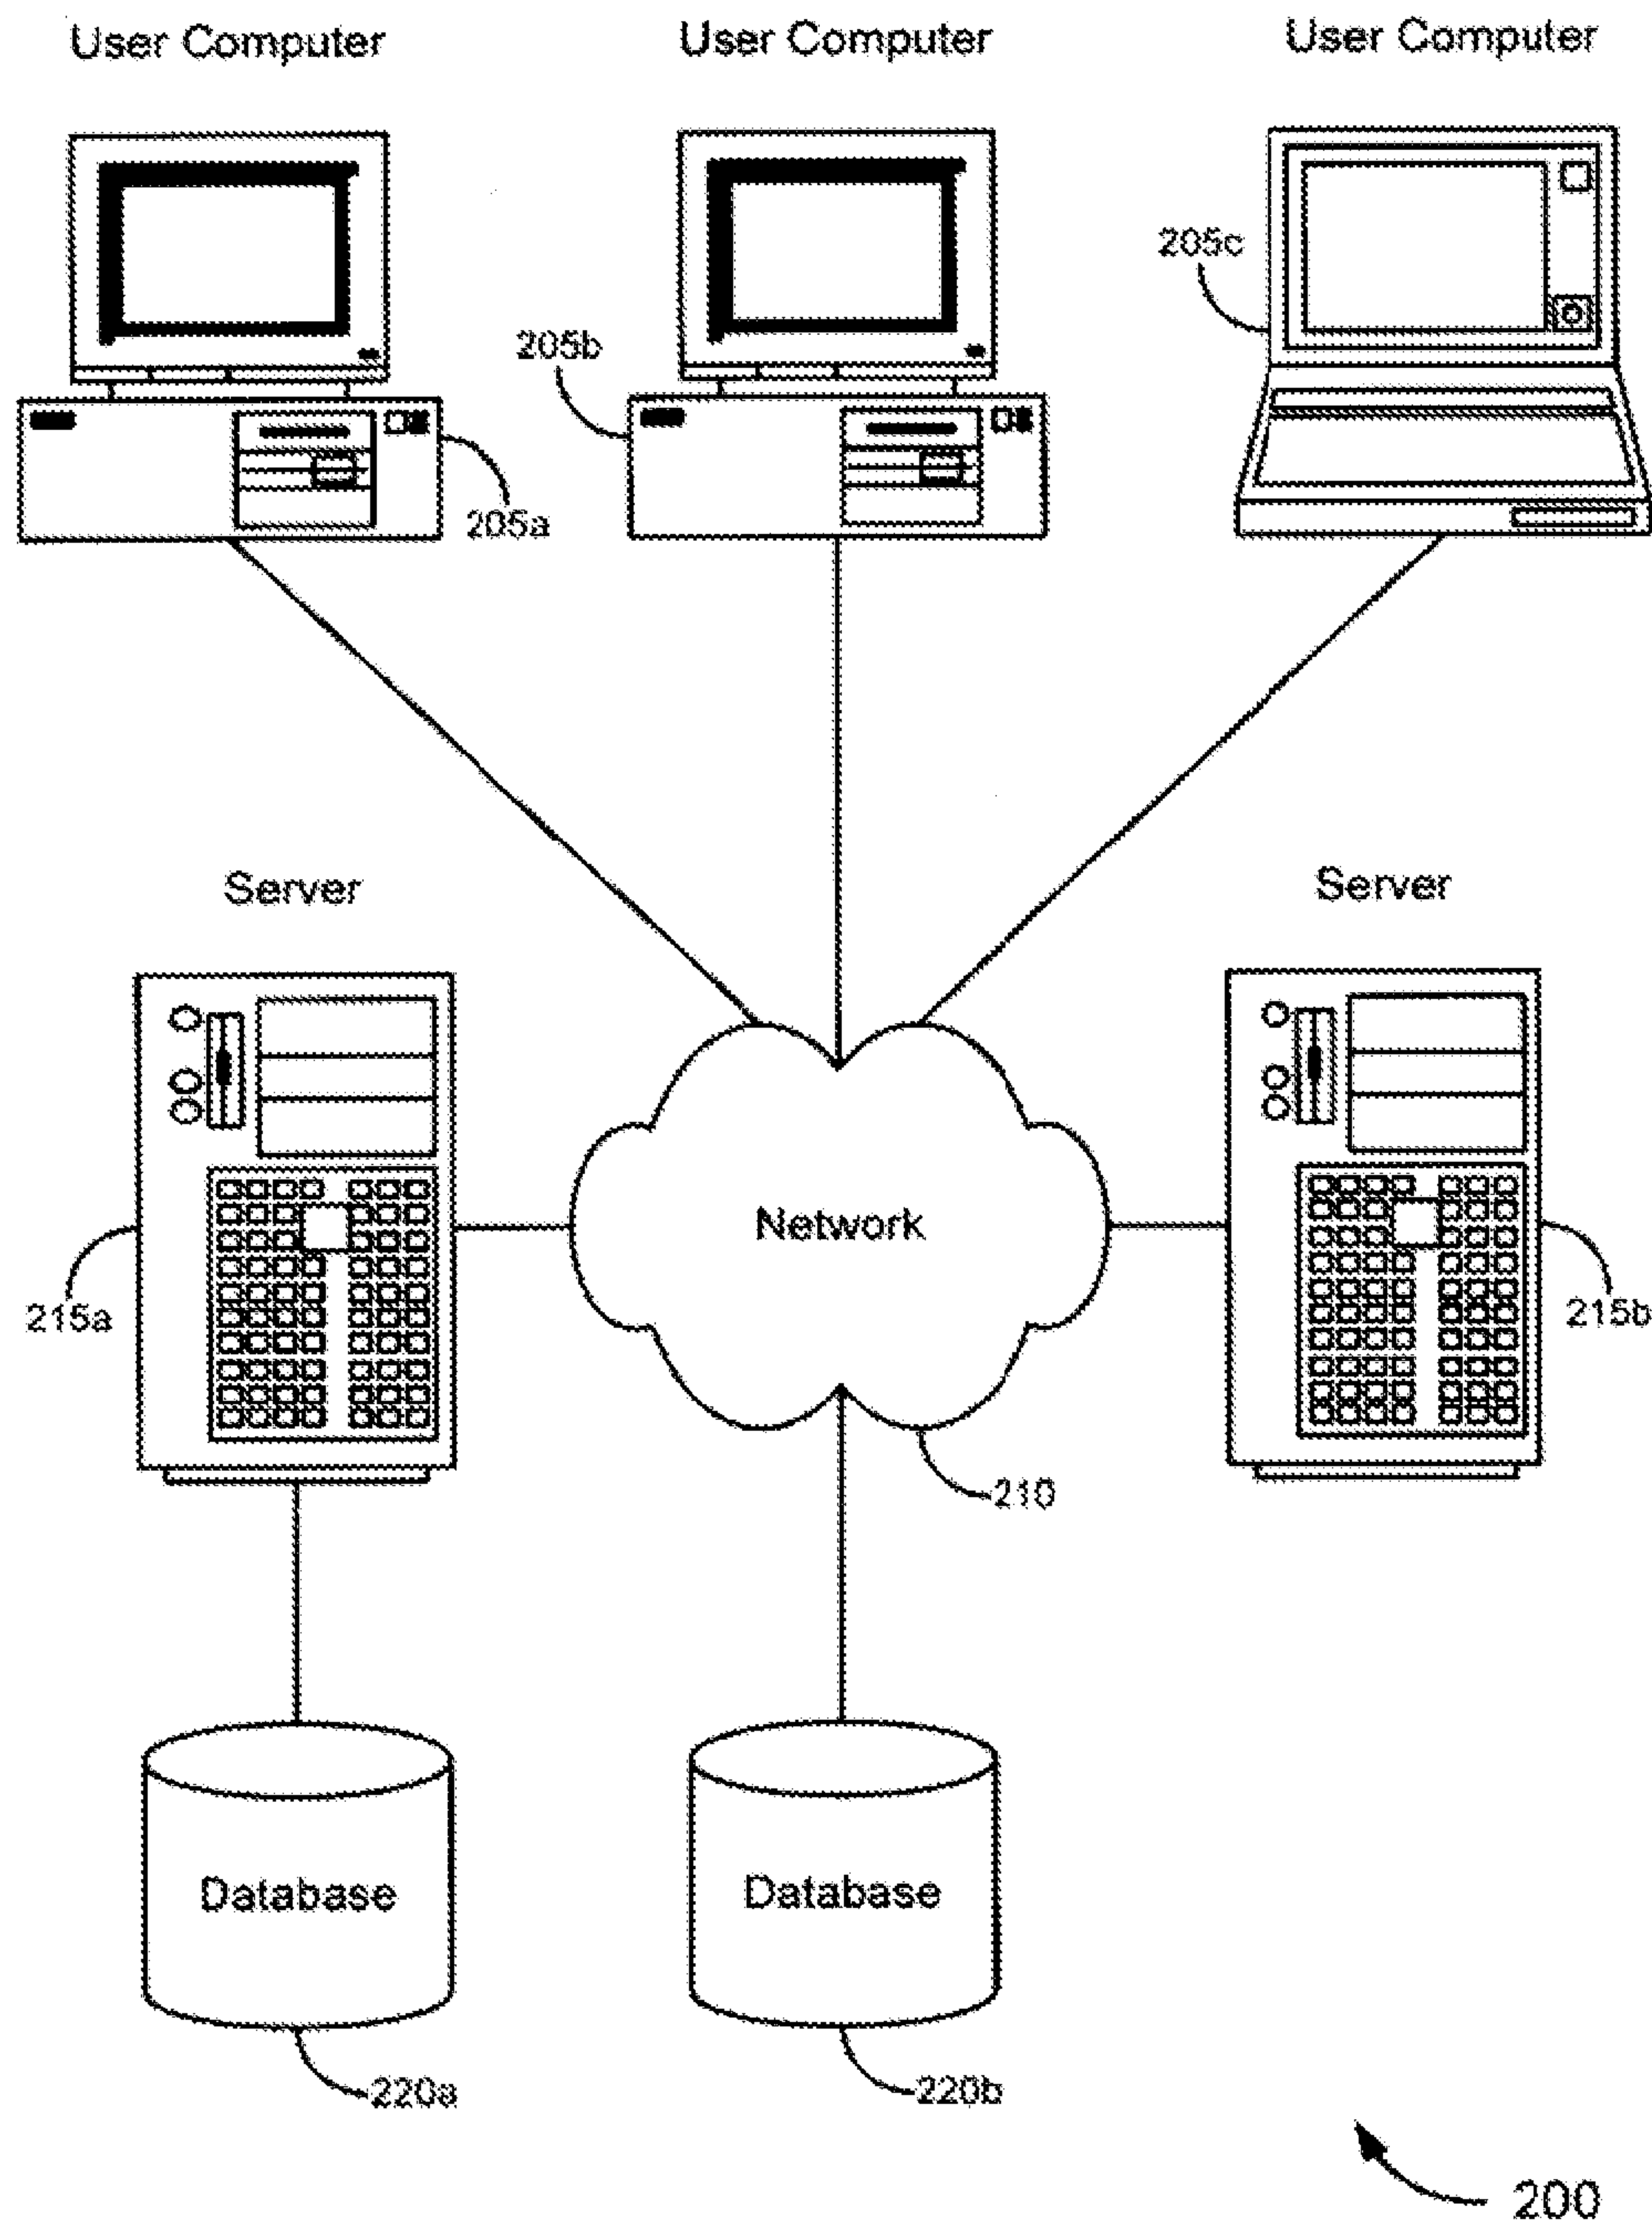 User Computer
User Computer
User Computer
205c
205b
205a
Server
Server
Network
215a
215b
210
Database
Database
220a
220b
200